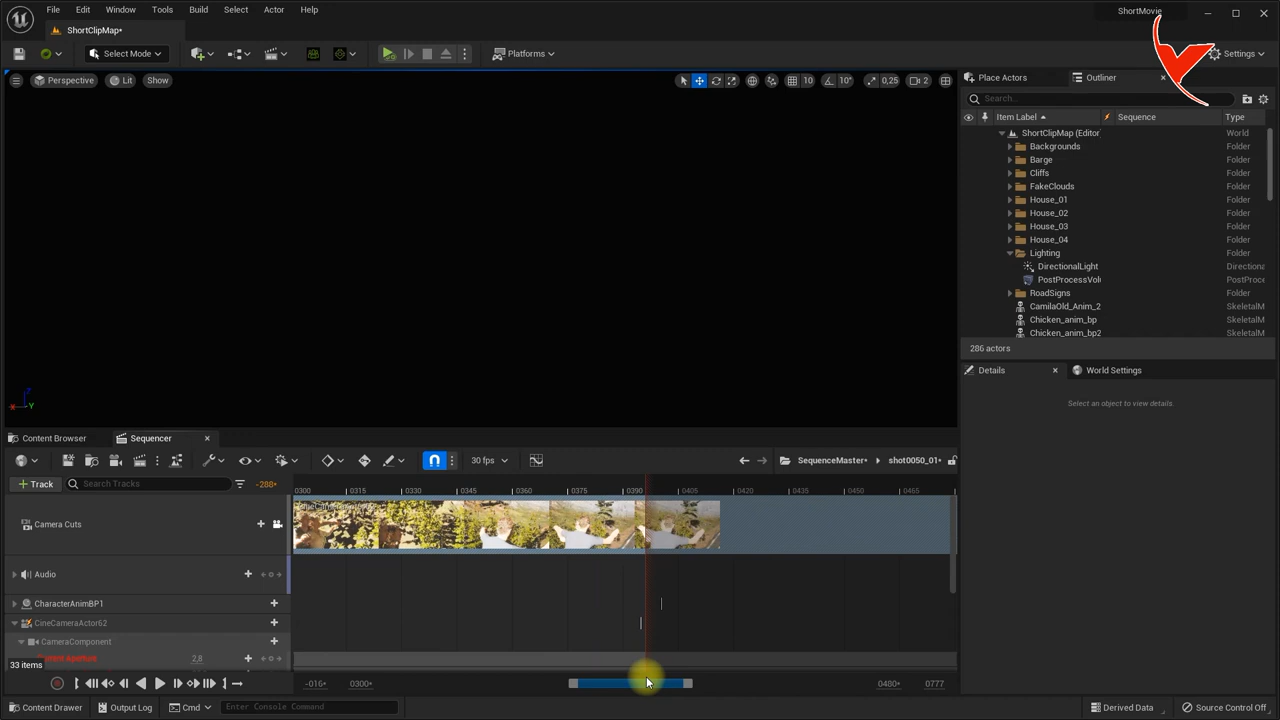 File Edit Window Tools Build Select Actor Help
ShortMovie
ShortClipMap*
Select Mode
Platforms
Settings
Perspective Lit Show
10 10° 0,25 2
Place Actors Outliner
Search...
Item Label Sequence Type
ShortClipMap (Editor World
Backgrounds Folder
Barge Folder
Cliffs Folder
FakeClouds Folder
House_01 Folder
House_02 Folder
House_03 Folder
House_04 Folder
Lighting Folder
DirectionalLight Directiona
PostProcessVolu PostProce
RoadSigns Folder
CamilaOld_Anim_2 SkeletalM
Chicken_anim_bp SkeletalM
Chicken_anim_bp2 SkeletalM
286 actors
Details World Settings
Select an object to view details.
X Y
Content Browser Sequencer
30 fps SequenceMaster* shot0050_01*
Track Search Tracks -288*
0300 0315 0330 0345 0360 0375 0390 0405 0420 0435 0450 0465
Camera Cuts
Audio
CharacterAnimBP1
CineCameraActor62
CameraComponent
33 items
2,8
-016* 0300* 0480* 0777
Content Drawer Output Log Cmd Enter Console Command Derived Data Source Control Off